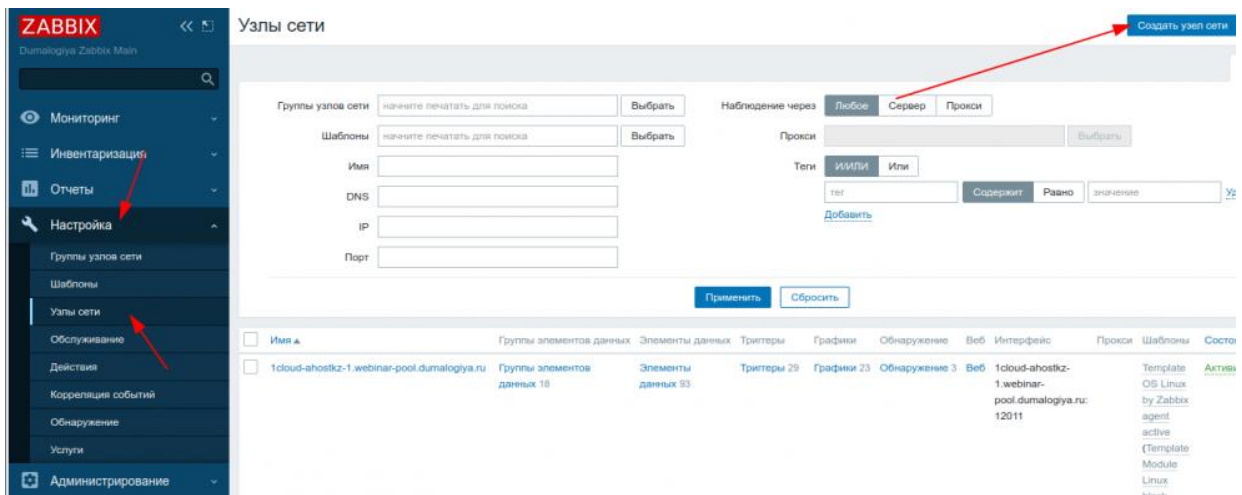 ZABBIX
Dumalogiya Zabbix Main
Мониторинг
Инвентаризация
Отчеты
Настройка
Группы узлов сети
Шаблоны
Узлы сети
Обслуживание
Действия
Корреляция событий
Обнаружение
Услуги
Администрирование
Узлы сети
Создать узел сети
Группы узлов сети начните печатать для поиска Выбрать
Наблюдение через Любое Сервер Прокси
Шаблоны начните печатать для поиска Выбрать
Прокси Выбрать
Имя
Теги И/ИЛИ Или
DNS
тег Содержит Равно значение
Добавить
IP
Порт
Применить Сбросить
Имя Группы элементов данных Элементы данных Триггеры Графики Обнаружение Веб Интерфейс Прокси Шаблоны
1cloud-ahostkz-1.webinar-pool.dumalogiya.ru
Группы элементов
данных 18
Элементы
данных 93
Триггеры 29
Графики 23
Обнаружение 3
Веб
1cloud-ahostkz-
1.webinar-
pool.dumalogiya.ru:
12011
Template
OS Linux
by Zabbix
agent
active
(Template
Module
Linux